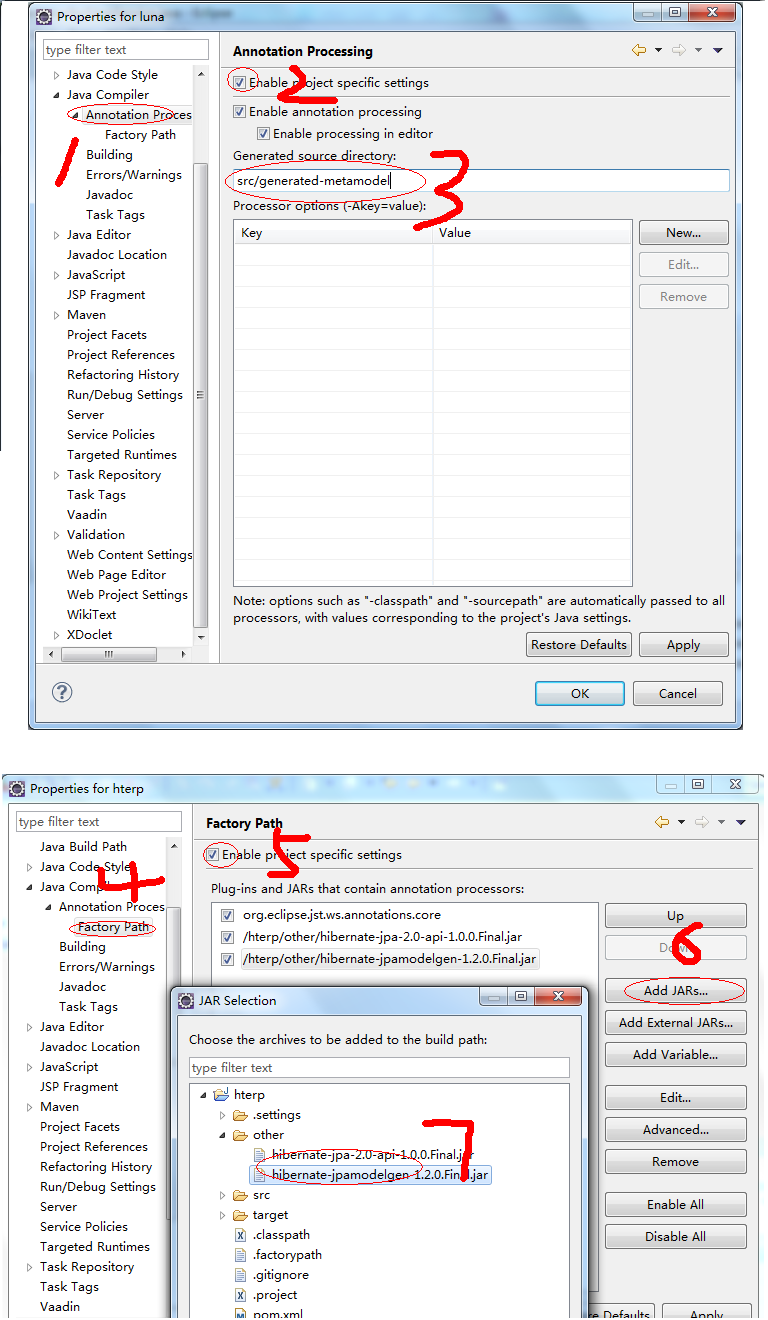 Properties for luna
type filter text
Java Code Style
Java Compiler
Annotation Proces
Factory Path
Building
Errors/Warnings
Javadoc
Task Tags
Java Editor
Javadoc Location
JavaScript
JSP Fragment
Maven
Project Facets
Project References
Refactoring History
Run/Debug Settings
Server
Service Policies
Targeted Runtimes
Task Repository
Task Tags
Vaadin
Validation
Web Content Settings
Web Page Editor
Web Project Settings
WikiText
XDoclet
1
Annotation Processing
Enable project specific settings
2
Enable annotation processing
Enable processing in editor
Generated source directory:
src/generated-metamodel
3
Processor options (-Akey=value):
Key Value
New...
Edit...
Remove
Note: options such as "-classpath" and "-sourcepath" are automatically passed to all
processors, with values corresponding to the project's Java settings.
Restore Defaults Apply
OK Cancel
Properties for hterp
type filter text
Java Build Path
Java Code Style
Java Compiler
4
Annotation Proces
Factory Path
Building
Errors/Warnings
Javadoc
Task Tags
Java Editor
Javadoc Location
JavaScript
JSP Fragment
Maven
Project Facets
Project References
Refactoring History
Run/Debug Settings
Server
Service Policies
Targeted Runtimes
Task Repository
Task Tags
Vaadin
Factory Path
5
Enable project specific settings
Plug-ins and JARs that contain annotation processors:
org.eclipse.jst.ws.annotations.core
/hterp/other/hibernate-jpa-2.0-api-1.0.0.Final.jar
/hterp/other/hibernate-jpamodelgen-1.2.0.Final.jar
Up
Down
6
Add JARs...
Add External JARs...
Add Variable...
Edit...
Advanced...
Remove
Enable All
Disable All
re Defaults Apply
JAR Selection
Choose the archives to be added to the build path:
type filter text
hterp
.settings
other
7
hibernate-jpa-2.0-api-1.0.0.Final.jar
hibernate-jpamodelgen-1.2.0.Final.jar
src
target
.classpath
.factorypath
.gitignore
.project
pom.xml